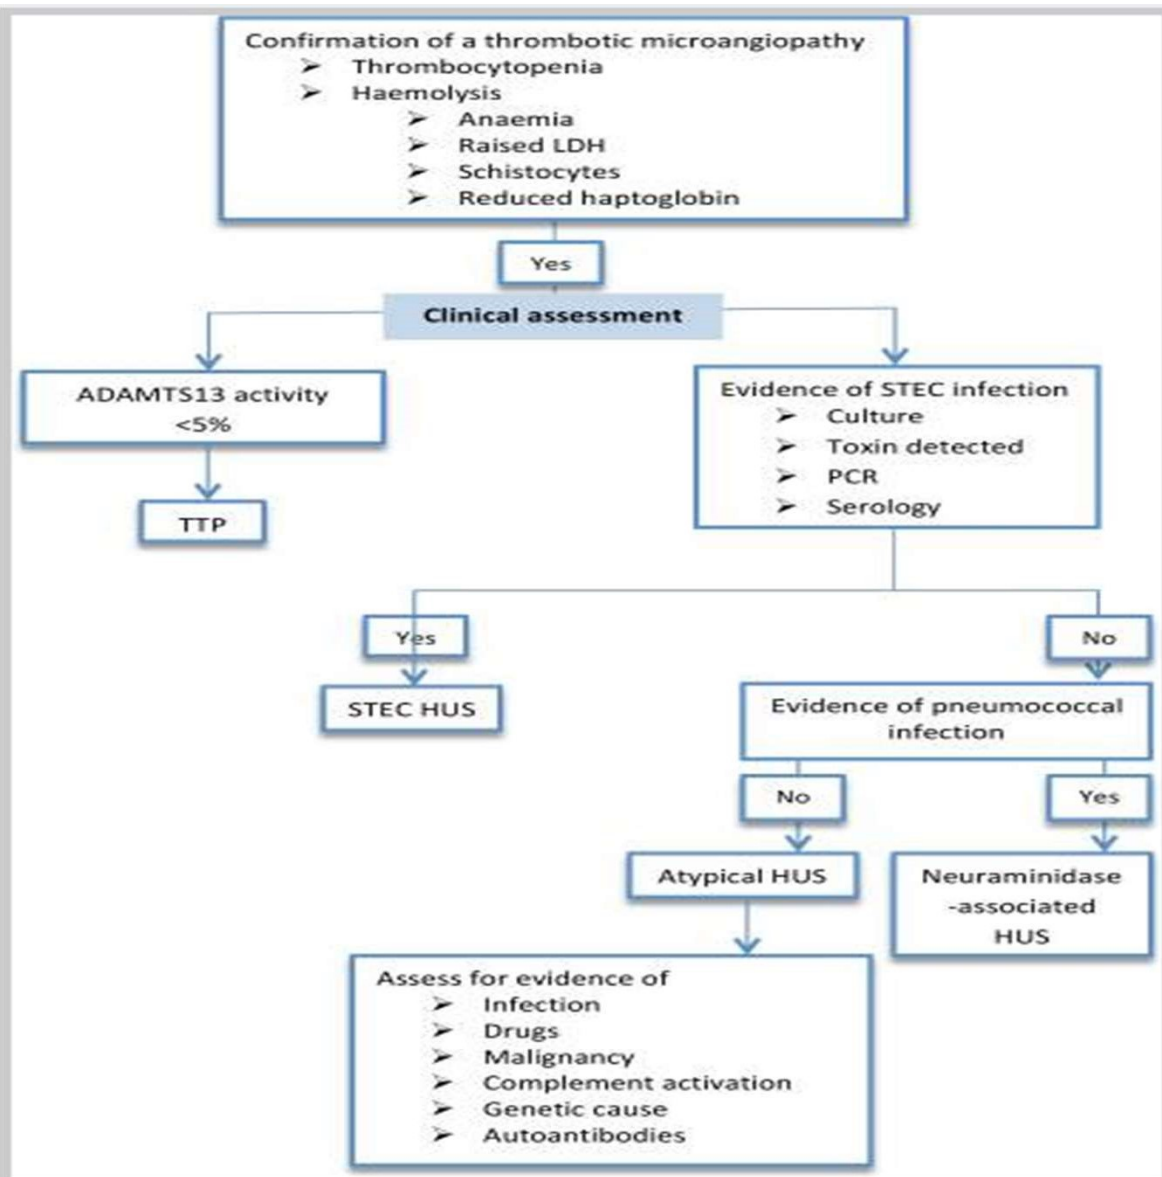 Confirmation of a thrombotic microangiopathy
➢ Thrombocytopenia
➢ Haemolysis
➢ Anaemia
➢ Raised LDH
➢ Schistocytes
➢ Reduced haptoglobin
Yes
Clinical assessment
ADAMTS13 activity
<5%
TTP
Evidence of STEC infection
➢ Culture
➢ Toxin detected
➢ PCR
➢ Serology
Yes
STEC HUS
No
Evidence of pneumococcal
infection
No
Yes
Atypical HUS
Neuraminidase
-associated
HUS
Assess for evidence of
➢ Infection
➢ Drugs
➢ Malignancy
➢ Complement activation
➢ Genetic cause
➢ Autoantibodies